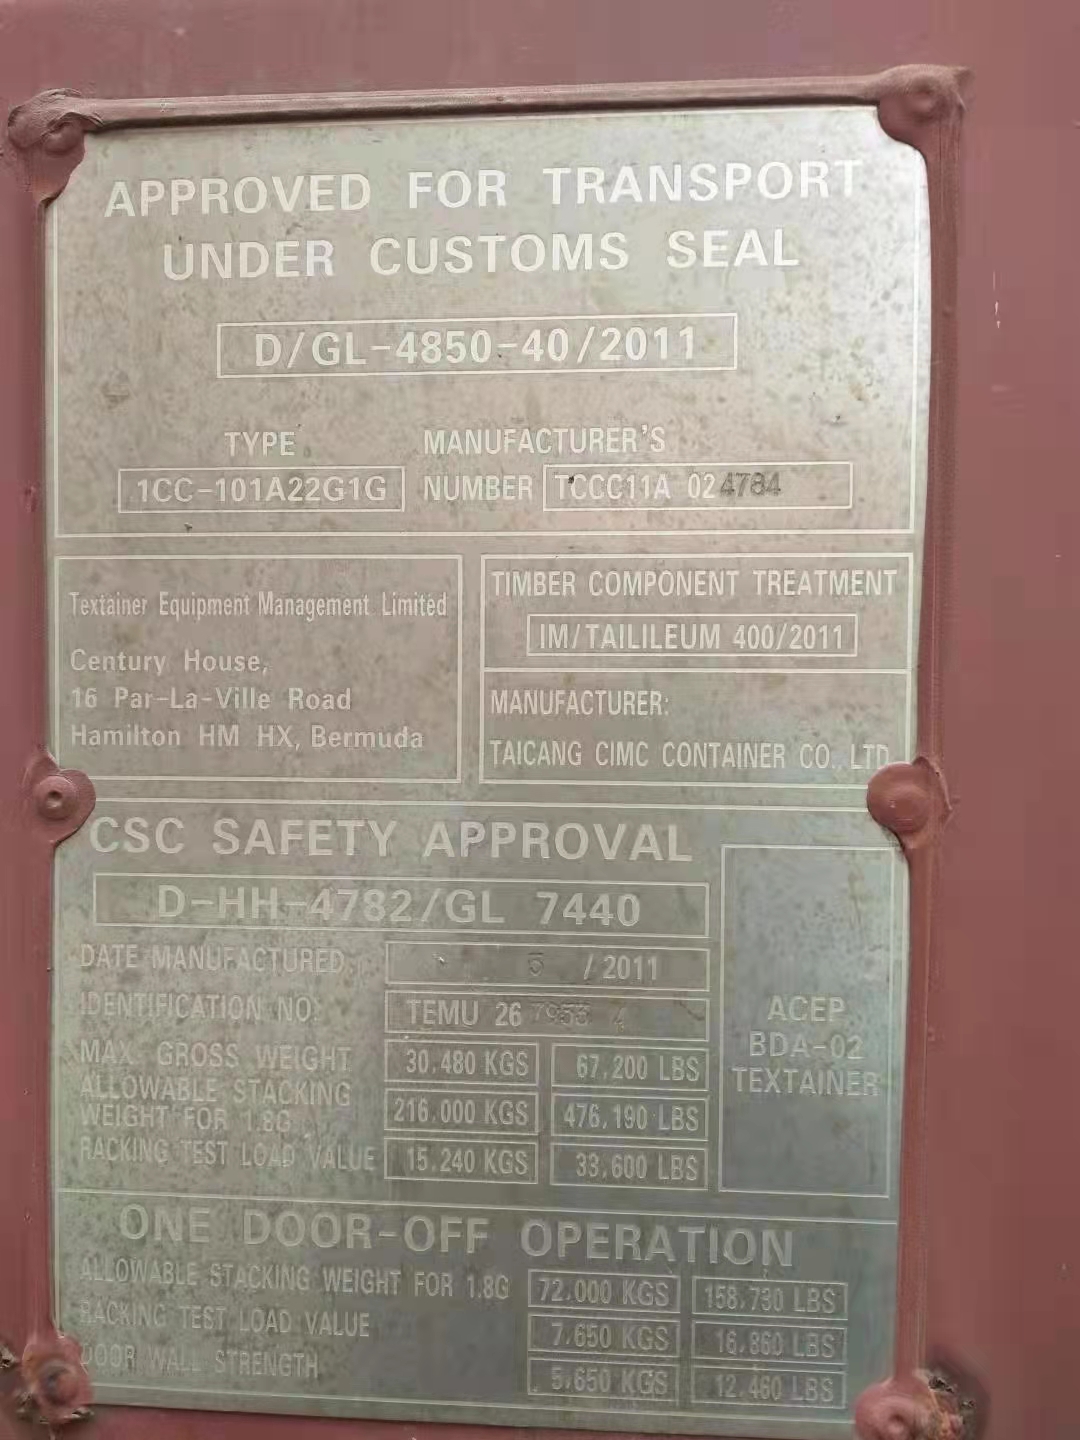 APPROVED FOR TRANSPORT
UNDER CUSTOMS SEAL
D/GL-4850-40/2011
TYPE
1CC-101A22G1G
MANUFACTURER'S
NUMBER TCCC11A 024784
Textainer Equipment Management Limited
Century House,
16 Par-La-Ville Road
Hamilton HM HX, Bermuda
TIMBER COMPONENT TREATMENT
IM/TAILILEUM 400/2011
MANUFACTURER:
TAICANG CIMC CONTAINER CO., LTD
CSC SAFETY APPROVAL
D-HH-4782/GL 7440
DATE MANUFACTURED: 5 /2011
IDENTIFICATION NO: TEMU 26
MAX. GROSS WEIGHT 30.480 KGS 67,200 LBS
ALLOWABLE STACKING
WEIGHT FOR 1.8G 216.000 KGS 476,190 LBS
RACKING TEST LOAD VALUE 15.240 KGS 33,600 LBS
ACEP
BDA-02
TEXTAINER
ONE DOOR-OFF OPERATION
ALLOWABLE STACKING WEIGHT FOR 1.8G 72.000 KGS 158,730 LBS
RACKING TEST LOAD VALUE 7.650 KGS 16,860 LBS
DOOR WALL STRENGTH 5.650 KGS 12,460 LBS